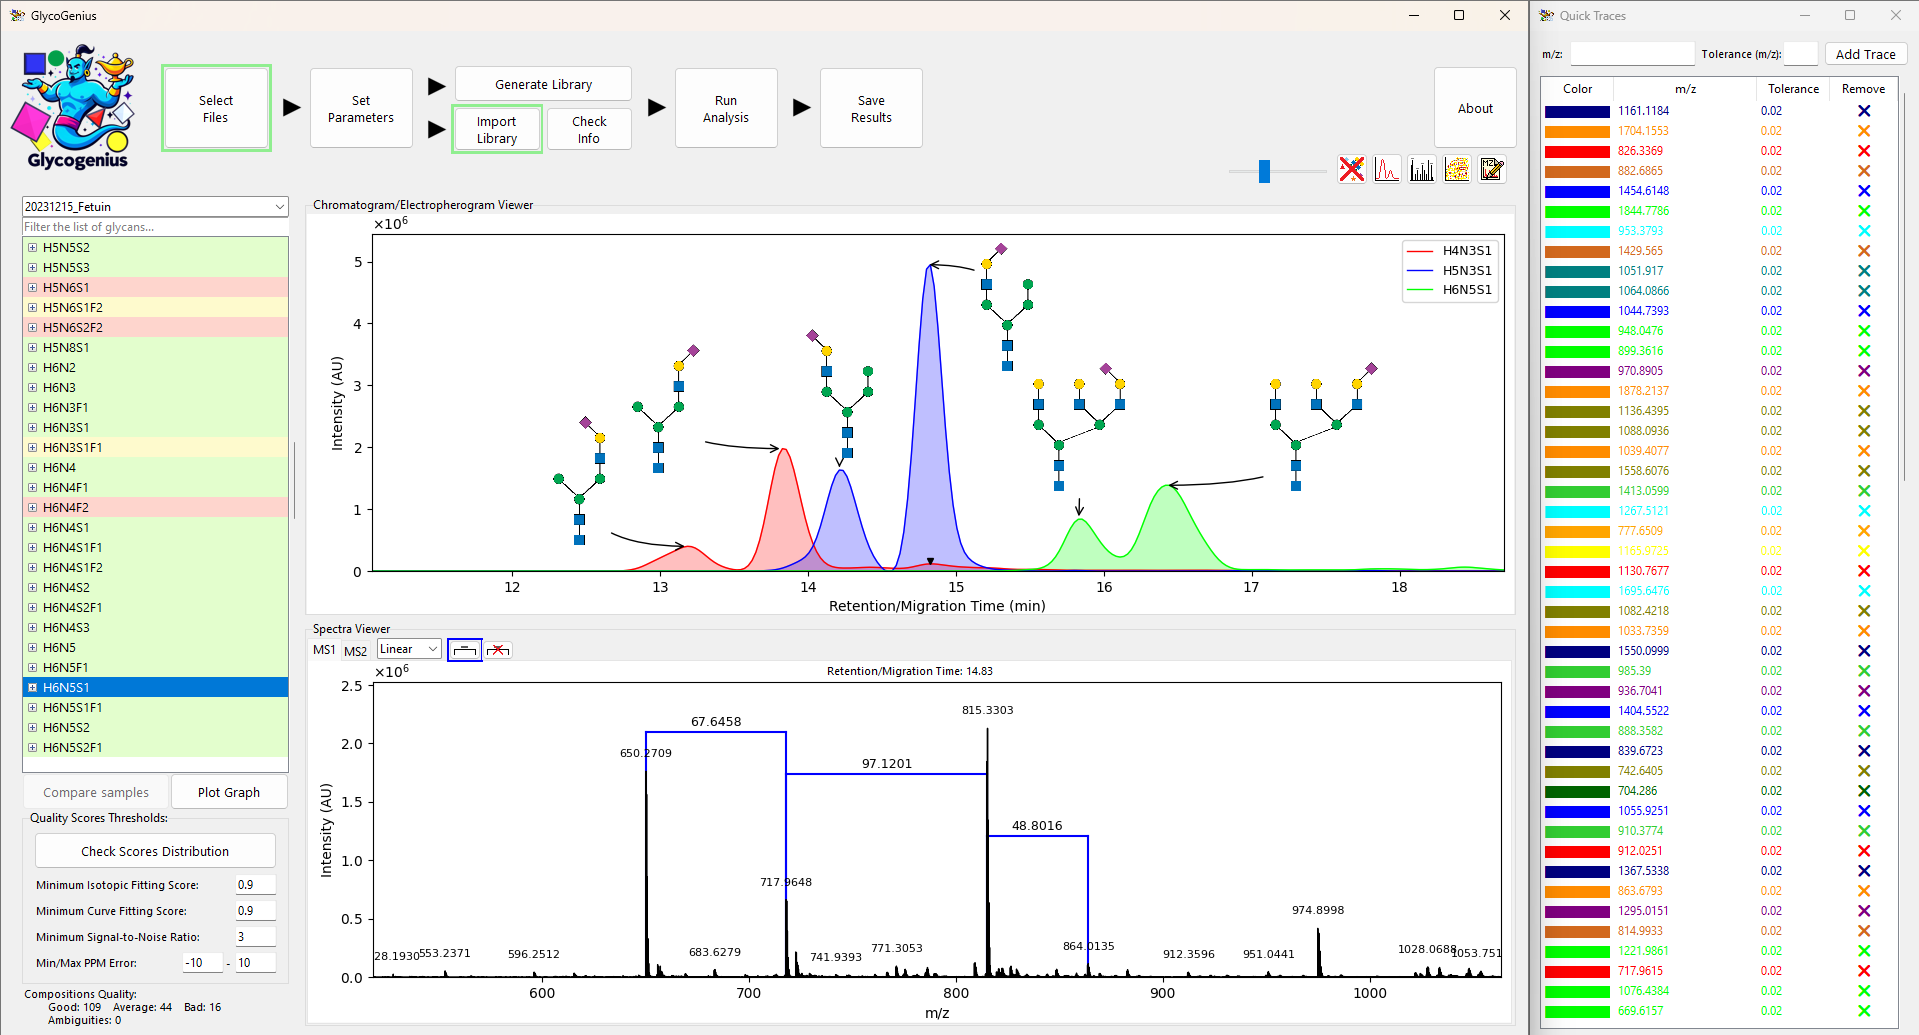 GlycoGenius
Glycogenius
Select Files
Set Parameters
Generate Library
Import Library
Check Info
Run Analysis
Save Results
About
20231215_Fetuin
Filter the list of glycans...
H5N5S2
H5N5S3
H5N6S1
H5N6S1F2
H5N6S2F2
H5N8S1
H6N2
H6N3
H6N3F1
H6N3S1
H6N3S1F1
H6N4
H6N4F1
H6N4F2
H6N4S1
H6N4S1F1
H6N4S1F2
H6N4S2
H6N4S2F1
H6N4S3
H6N5
H6N5F1
H6N5S1
H6N5S1F1
H6N5S2
H6N5S2F1
Compare samples
Plot Graph
Quality Scores Thresholds:
Check Scores Distribution
Minimum Isotopic Fitting Score: 0.9
Minimum Curve Fitting Score: 0.9
Minimum Signal-to-Noise Ratio: 3
Min/Max PPM Error: -10 - 10
Compositions Quality:
Good: 109 Average: 44 Bad: 16
Ambiguities: 0
Chromatogram/Electropherogram Viewer
×10⁶
5
4
3
2
1
0
Intensity (AU)
H4N3S1
H5N3S1
H6N5S1
12 13 14 15 16 17 18
Retention/Migration Time (min)
Spectra Viewer
MS1 MS2 Linear
×10⁶
Retention/Migration Time: 14.83
2.5
2.0
1.5
1.0
0.5
0.0
Intensity (AU)
815.3303
67.6458
650.2709
97.1201
48.8016
717.9648
974.8998
28.1930
553.2371
596.2512
683.6279
741.9393
771.3053
864.0135
912.3596
951.0441
1028.0688
1053.751
600 700 800 900 1000
m/z
Quick Traces
m/z: Tolerance (m/z): Add Trace
Color m/z Tolerance Remove
1161.1184 0.02
1704.1553 0.02
826.3369 0.02
882.6865 0.02
1454.6148 0.02
1844.7786 0.02
953.3793 0.02
1429.565 0.02
1051.917 0.02
1064.0866 0.02
1044.7393 0.02
948.0476 0.02
899.3616 0.02
970.8905 0.02
1878.2137 0.02
1136.4395 0.02
1088.0936 0.02
1039.4077 0.02
1558.6076 0.02
1413.0599 0.02
1267.5121 0.02
777.6509 0.02
1165.9725 0.02
1130.7677 0.02
1695.6476 0.02
1082.4218 0.02
1033.7359 0.02
1550.0999 0.02
985.39 0.02
936.7041 0.02
1404.5522 0.02
888.3582 0.02
839.6723 0.02
742.6405 0.02
704.286 0.02
1055.9251 0.02
910.3774 0.02
912.0251 0.02
1367.5338 0.02
863.6793 0.02
1295.0151 0.02
814.9933 0.02
1221.9861 0.02
717.9615 0.02
1076.4384 0.02
669.6157 0.02